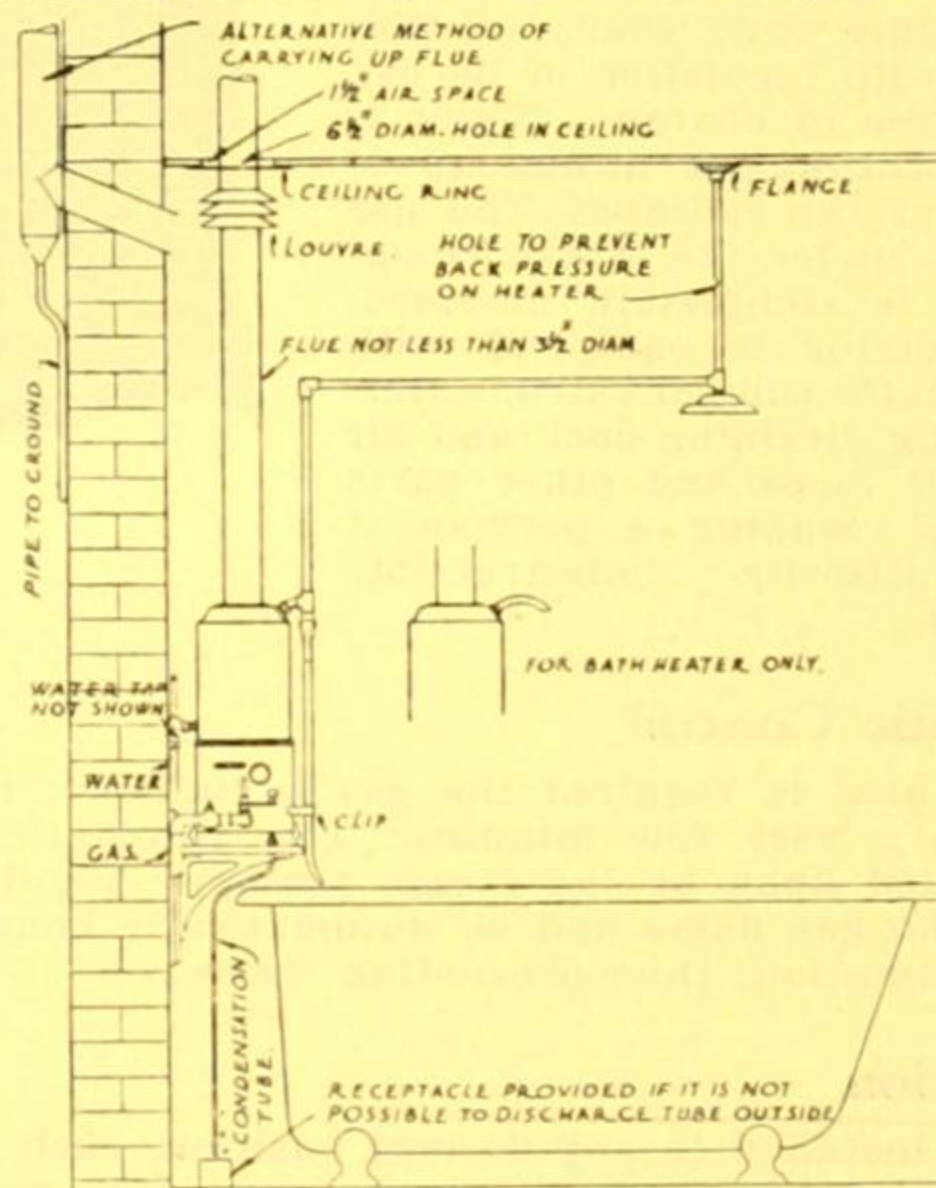 ALTERNATIVE METHOD OF
CARRYING UP FLUE
1½" AIR SPACE
6½" DIAM. HOLE IN CEILING
CEILING RING
FLANGE.
LOUVRE.
HOLE TO PREVENT
BACK PRESSURE
ON HEATER
FLUE NOT LESS THAN 3½" DIAM
PIPE TO GROUND
FOR BATH HEATER ONLY.
WATER TAP
NOT SHOWN
WATER
A
GAS
B
CLIP
CONDENSATION
TUBE
RECEPTACLE PROVIDED IF IT IS NOT
POSSIBLE TO DISCHARGE TUBE OUTSIDE